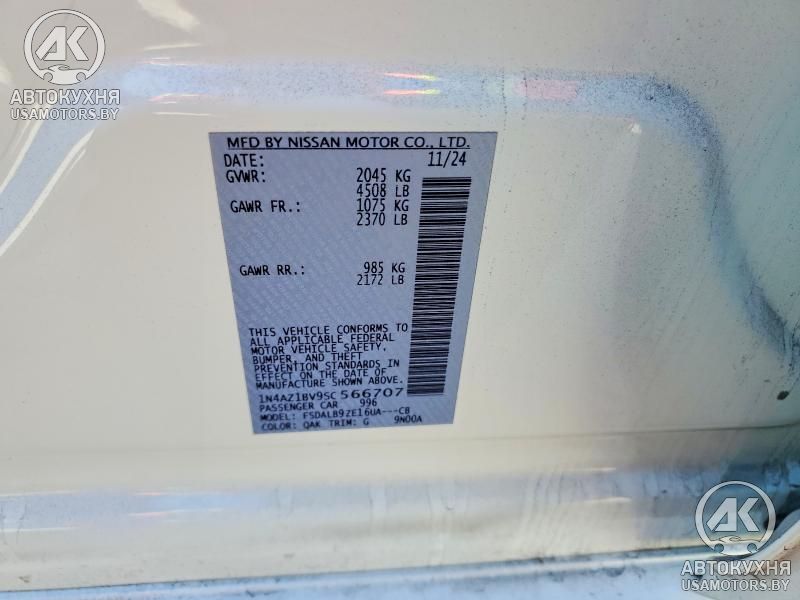 АК
АВТОКУХНЯ
USAMOTORS.BY
MFD BY NISSAN MOTOR CO., LTD.
DATE: 11/24
GVWR: 2045 KG
4508 LB
GAWR FR.: 1075 KG
2370 LB
GAWR RR.: 985 KG
2172 LB
THIS VEHICLE CONFORMS TO
ALL APPLICABLE FEDERAL
MOTOR VEHICLE SAFETY,
BUMPER, AND THEFT
PREVENTION STANDARDS IN
EFFECT ON THE DATE OF
MANUFACTURE SHOWN ABOVE.
1N4AZ1BV9SC566707
PASSENGER CAR 996
MODEL: FSDALB9ZE16UA---CB
COLOR: QAK TRIM: G 9N00A
АК
АВТОКУХНЯ
USAMOTORS.BY